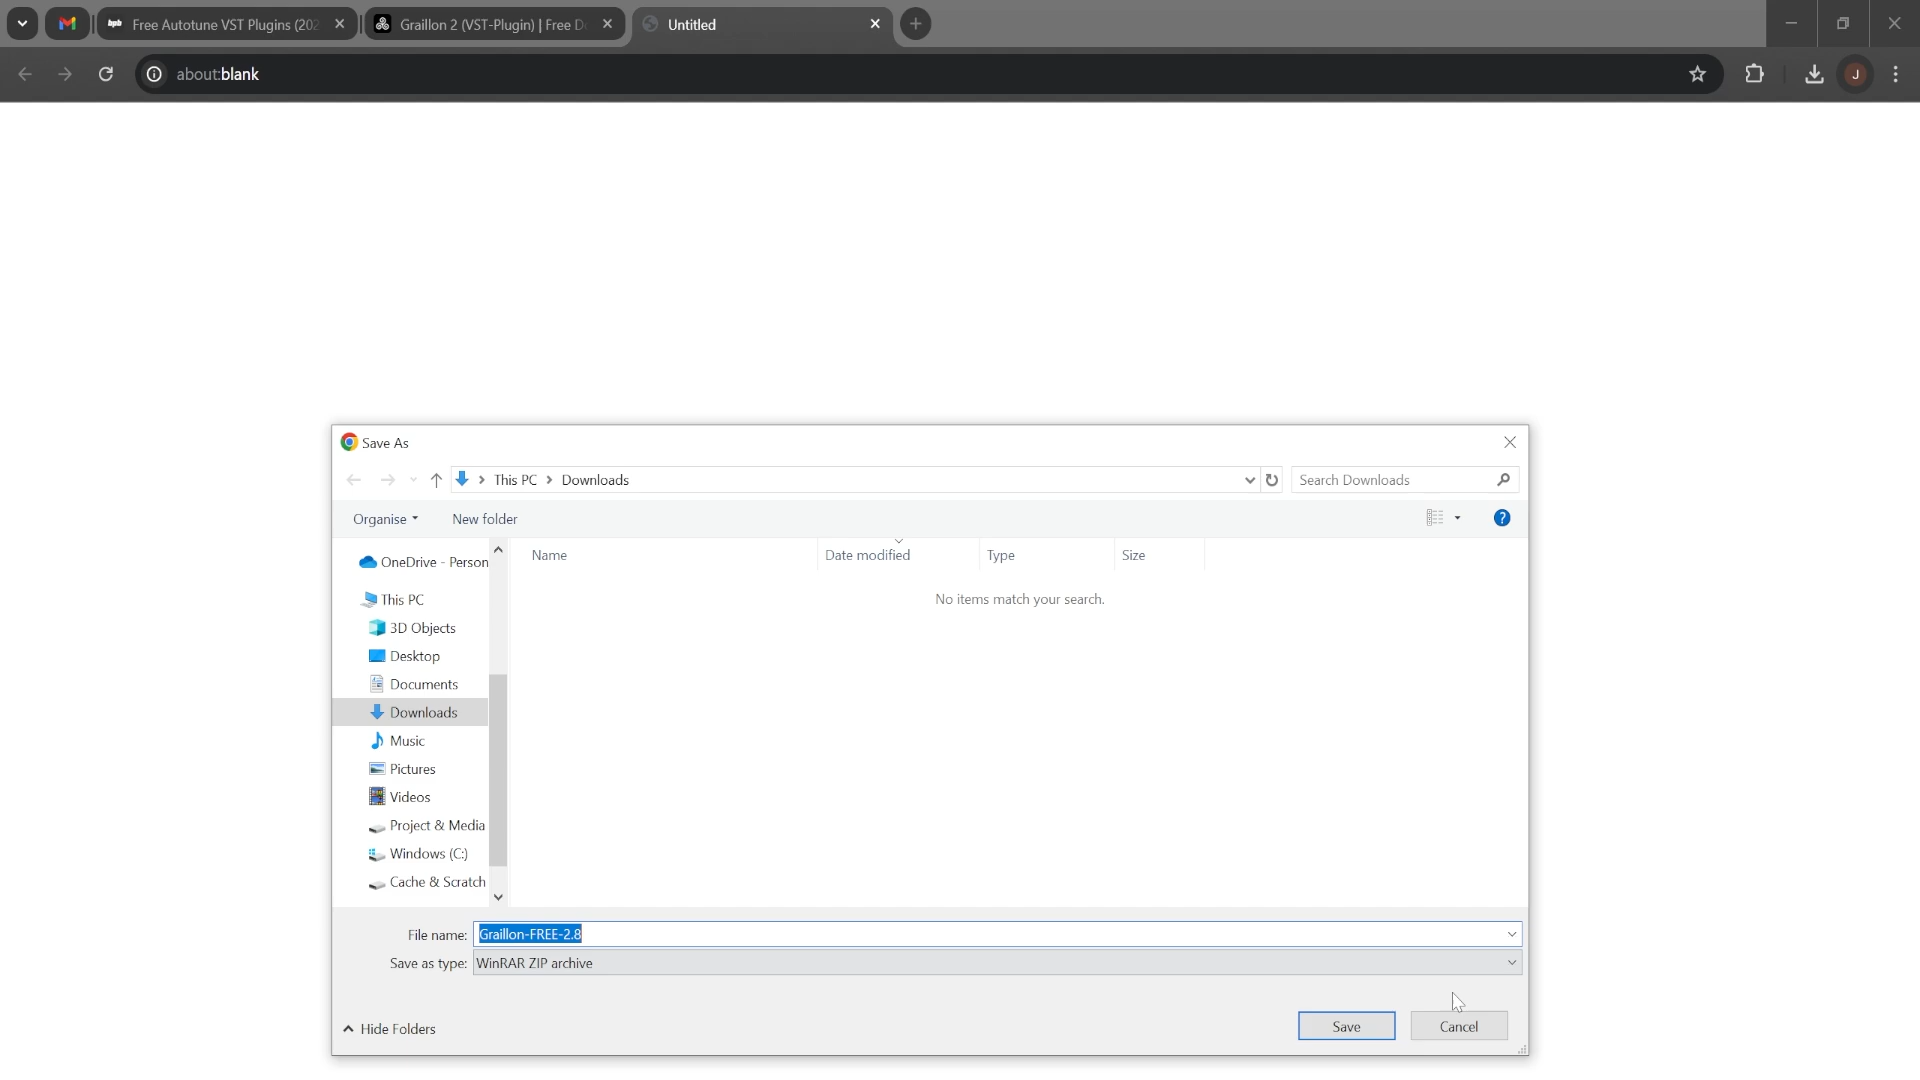 Free Autotune VST Plugins (202
Graillon 2 (VST-Plugin) | Free Do
Untitled
about:blank
J
Save As
This PC
Downloads
Search Downloads
Organise
New folder
?
OneDrive - Person
This PC
3D Objects
Desktop
Documents
Downloads
Music
Pictures
Videos
Project & Media
Windows (C:)
Cache & Scratch
Name
Date modified
Type
Size
No items match your search.
File name:
Graillon-FREE-2.8
Save as type:
WinRAR ZIP archive
Hide Folders
Save
Cancel